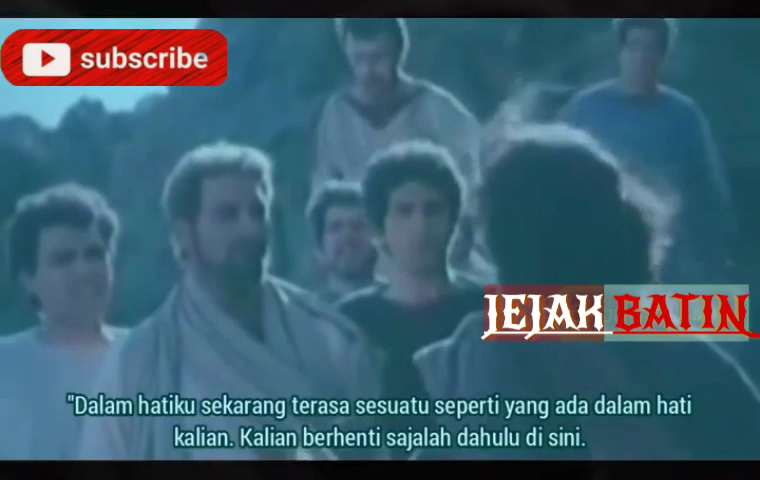 subscribe
JEJAK BATIN
"Dalam hatiku sekarang terasa sesuatu seperti yang ada dalam hati
kalian. Kalian berhenti sajalah dahulu di sini.